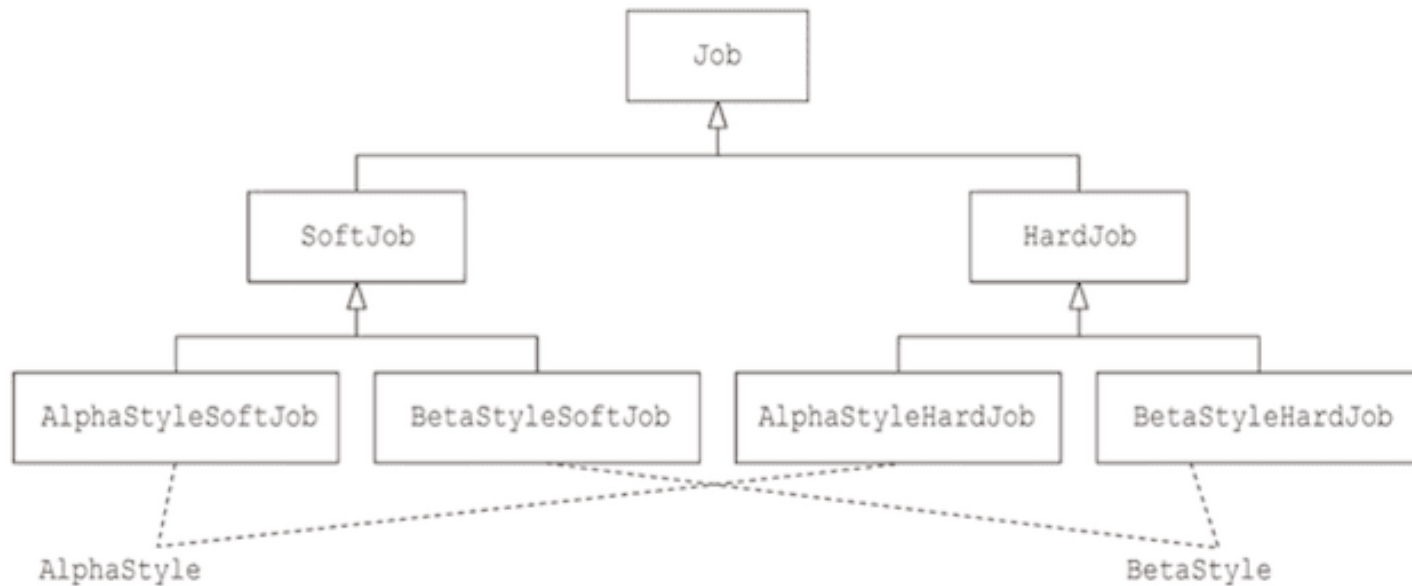 Job
SoftJob
HardJob
AlphaStyleSoftJob
BetaStyleSoftJob
AlphaStyleHardJob
BetaStyleHardJob
AlphaStyle
BetaStyle